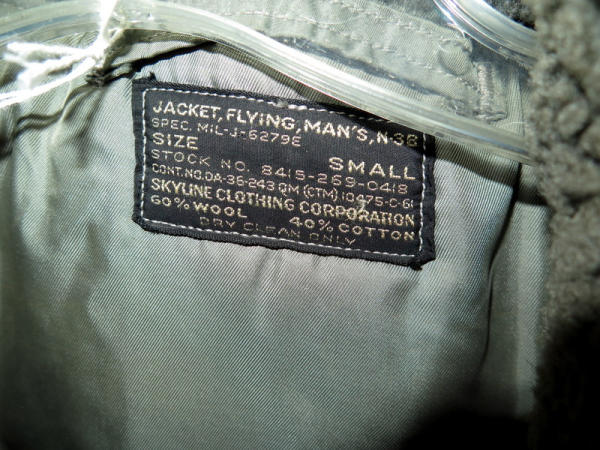 JACKET, FLYING, MAN'S, N-3B
SPEC. MIL-J-6279E
SIZE SMALL
STOCK NO. 8415-269-0418
CONT. NO. DA-36-243 QM (CTM) 10475-C-61
SKYLINE CLOTHING CORPORATION
60% WOOL 40% COTTON
DRY CLEAN ONLY